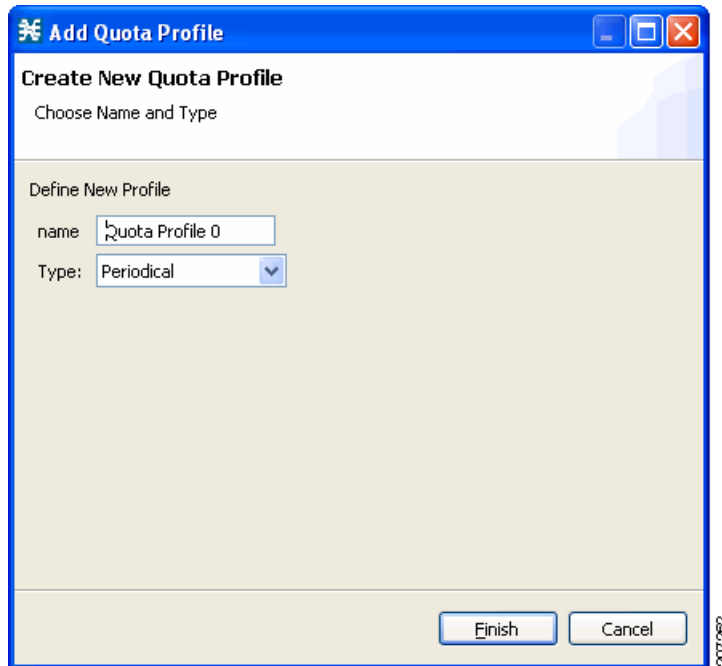 Add Quota Profile
Create New Quota Profile
Choose Name and Type
Define New Profile
name Quota Profile 0
Type: Periodical
Finish Cancel